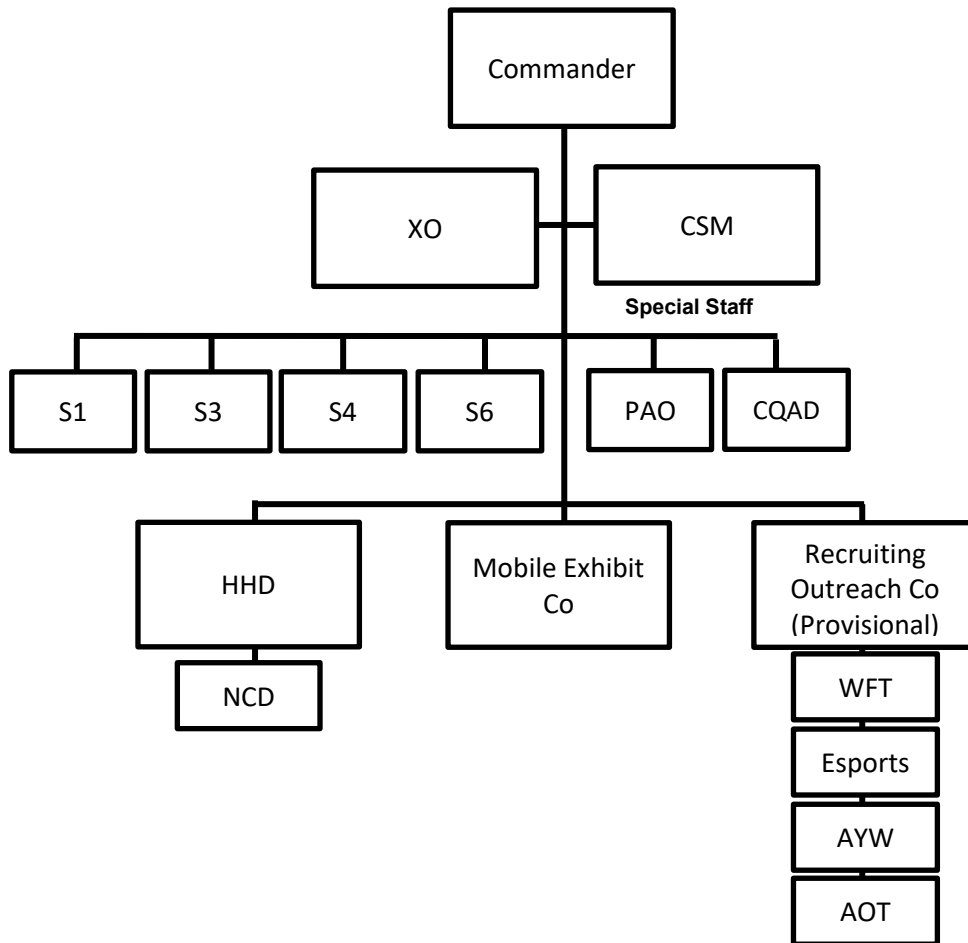 Commander
XO
CSM
Special Staff
S1
S3
S4
S6
PAO
CQAD
HHD
Mobile Exhibit
Co
Recruiting
Outreach Co
(Provisional)
NCD
WFT
Esports
AYW
AOT